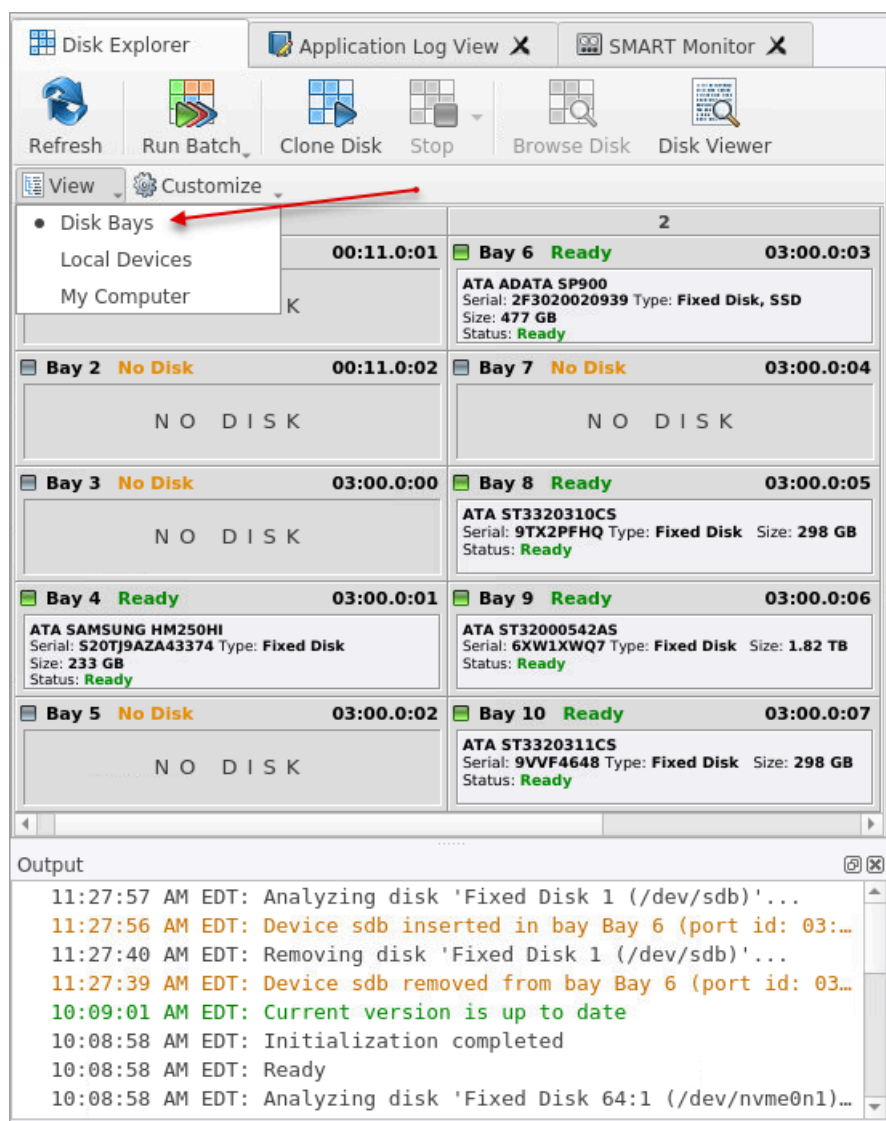 Disk Explorer
Application Log View
SMART Monitor
Refresh
Run Batch
Clone Disk
Stop
Browse Disk
Disk Viewer
View
Customize
Disk Bays
Local Devices
My Computer
2
00:11.0:01
K
Bay 6 Ready 03:00.0:03
ATA ADATA SP900
Serial: 2F3020020939 Type: Fixed Disk, SSD
Size: 477 GB
Status: Ready
Bay 2 No Disk 00:11.0:02
NO DISK
Bay 7 No Disk 03:00.0:04
NO DISK
Bay 3 No Disk 03:00.0:00
NO DISK
Bay 8 Ready 03:00.0:05
ATA ST3320310CS
Serial: 9TX2PFHQ Type: Fixed Disk Size: 298 GB
Status: Ready
Bay 4 Ready 03:00.0:01
ATA SAMSUNG HM250HI
Serial: S20TJ9AZA43374 Type: Fixed Disk
Size: 233 GB
Status: Ready
Bay 9 Ready 03:00.0:06
ATA ST32000542AS
Serial: 6XW1XWQ7 Type: Fixed Disk Size: 1.82 TB
Status: Ready
Bay 5 No Disk 03:00.0:02
NO DISK
Bay 10 Ready 03:00.0:07
ATA ST3320311CS
Serial: 9VVF4648 Type: Fixed Disk Size: 298 GB
Status: Ready
Output
11:27:57 AM EDT: Analyzing disk 'Fixed Disk 1 (/dev/sdb)'...
11:27:56 AM EDT: Device sdb inserted in bay Bay 6 (port id: 03:…
11:27:40 AM EDT: Removing disk 'Fixed Disk 1 (/dev/sdb)'...
11:27:39 AM EDT: Device sdb removed from bay Bay 6 (port id: 03…
10:09:01 AM EDT: Current version is up to date
10:08:58 AM EDT: Initialization completed
10:08:58 AM EDT: Ready
10:08:58 AM EDT: Analyzing disk 'Fixed Disk 64:1 (/dev/nvme0n1)…